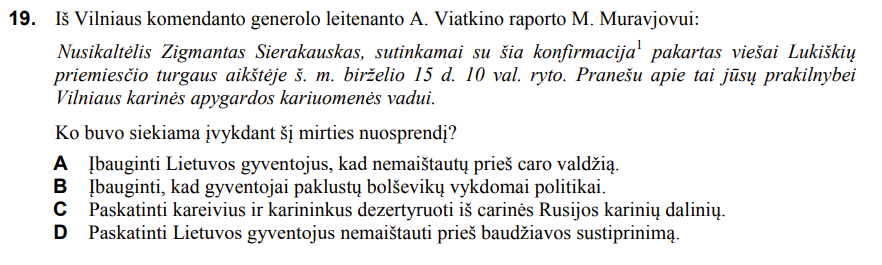 19. Iš Vilniaus komendanto generolo leitenanto A. Viatkino raporto M. Muravjovui:
Nusikaltėlis Zigmantas Sierakauskas, sutinkamai su šia konfirmacija¹ pakartas viešai Lukiškių
priemiesčio turgaus aikštėje š. m. birželio 15 d. 10 val. ryto. Pranešu apie tai jūsų prakilnybei
Vilniaus karinės apygardos kariuomenės vadui.
Ko buvo siekiama įvykdant šį mirties nuosprendį?
A Įbauginti Lietuvos gyventojus, kad nemaištautų prieš caro valdžią.
B Įbauginti, kad gyventojai paklustų bolševikų vykdomai politikai.
C Paskatinti kareivius ir karininkus dezertyruoti iš carinės Rusijos karinių dalinių.
D Paskatinti Lietuvos gyventojus nemaištauti prieš baudžiavos sustiprinimą.